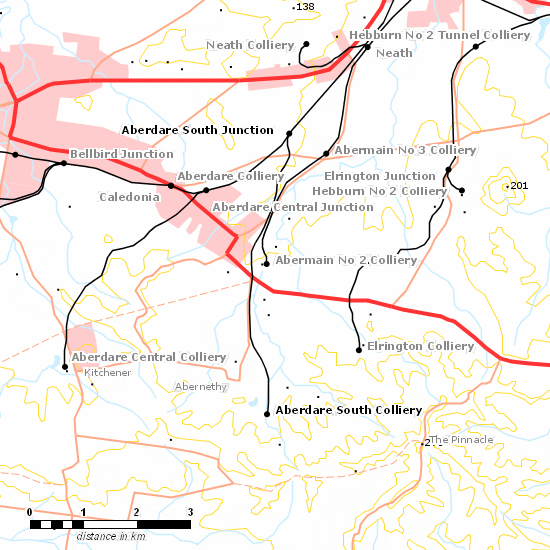 138
Hebburn No 2 Tunnel Colliery
Neath Colliery
Neath
Aberdare South Junction
Abermain No 3 Colliery
Bellbird Junction
Aberdare Colliery
Elrington Junction
201
Hebburn No 2 Colliery
Caledonia
Aberdare Central Junction
Abermain No 2 Colliery
Elrington Colliery
Aberdare Central Colliery
Kitchener
Abernethy
Aberdare South Colliery
The Pinnacle
0 1 2 3
distance in km